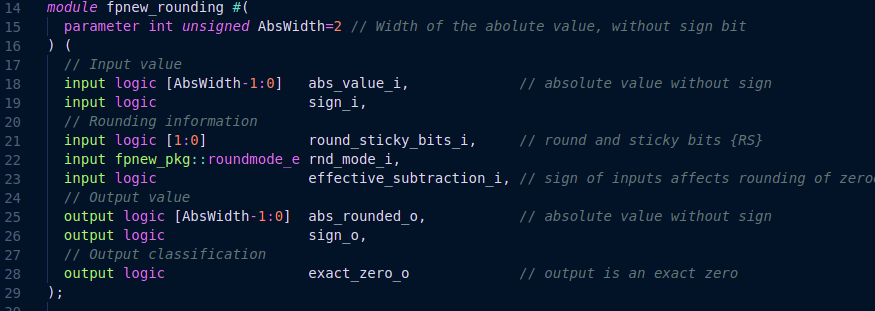 14 module fpnew_rounding #(
15   parameter int unsigned AbsWidth=2 // Width of the abolute value, without sign bit
16 ) (
17   // Input value
18   input logic [AbsWidth-1:0]   abs_value_i,             // absolute value without sign
19   input logic                  sign_i,
20   // Rounding information
21   input logic [1:0]            round_sticky_bits_i,     // round and sticky bits {RS}
22   input fpnew_pkg::roundmode_e rnd_mode_i,
23   input logic                  effective_subtraction_i, // sign of inputs affects rounding of zeroe
24   // Output value
25   output logic [AbsWidth-1:0]  abs_rounded_o,           // absolute value without sign
26   output logic                 sign_o,
27   // Output classification
28   output logic                 exact_zero_o             // output is an exact zero
29 );